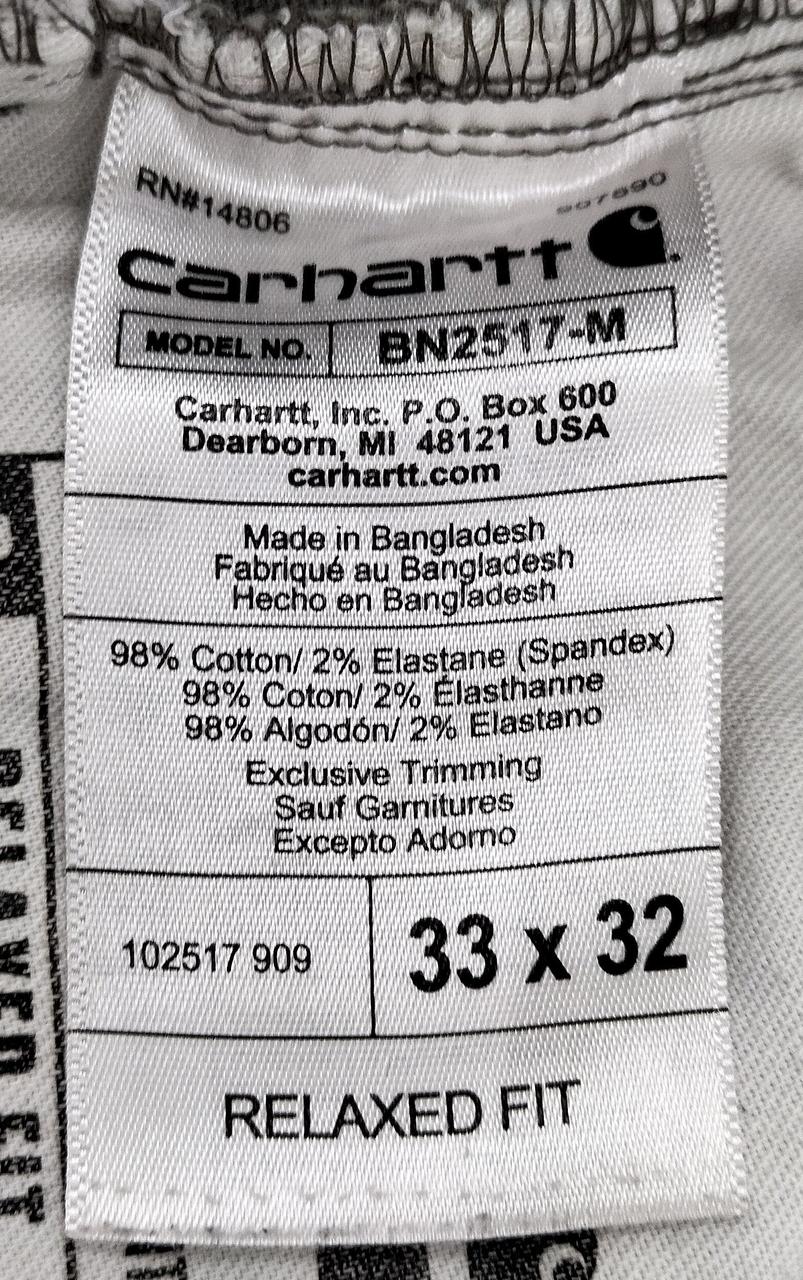 RN#14806
carhartt
MODEL NO. BN2517-M
Carhartt, Inc. P.O. Box 600
Dearborn, MI 48121 USA
carhartt.com
Made in Bangladesh
Fabriqué au Bangladesh
Hecho en Bangladesh
98% Cotton/ 2% Elastane (Spandex)
98% Coton/ 2% Élasthanne
98% Algodón/ 2% Elastano
Exclusive Trimming
Sauf Garnitures
Excepto Adorno
102517 909
33 x 32
RELAXED FIT
RELAXED FIT